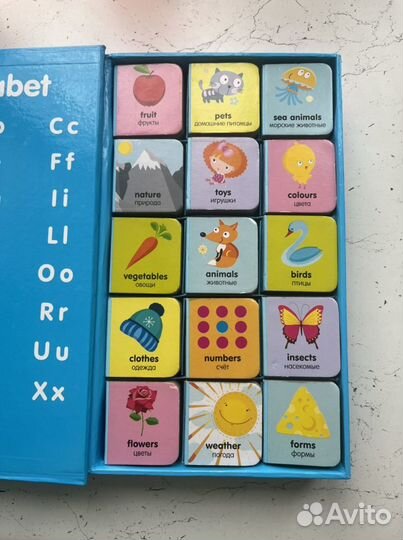 abet
Cc
Ff
Ii
Ll
Oo
Rr
Uu
Xx
fruit
фрукты
pets
домашние питомцы
sea animals
морские животные
nature
природа
toys
игрушки
colours
цвета
vegetables
овощи
animals
животные
birds
птицы
clothes
одежда
numbers
счёт
insects
насекомые
flowers
цветы
weather
погода
forms
формы
Avito